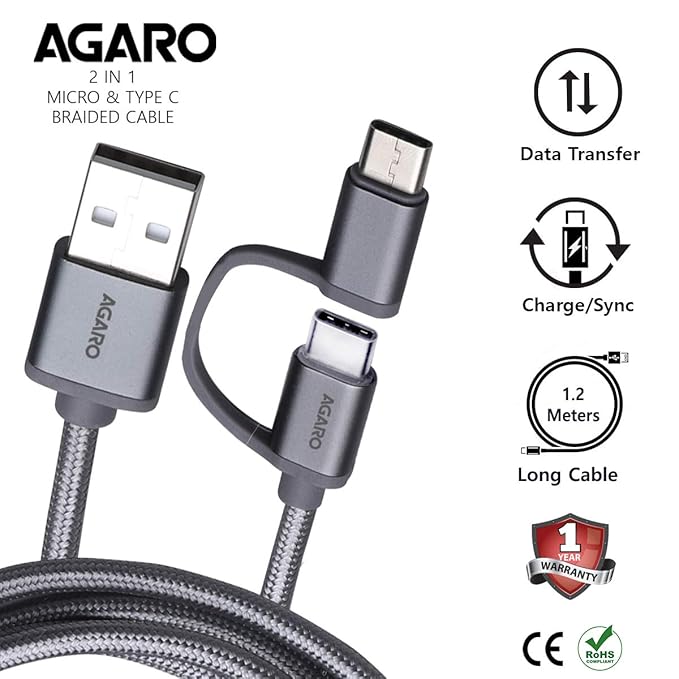 AGARO
2 IN 1
MICRO & TYPE C
BRAIDED CABLE
AGARO
AGARO
Data Transfer
Charge/Sync
1.2
Meters
Long Cable
1
YEAR
WARRANTY
CE
RoHS
COMPLIANT